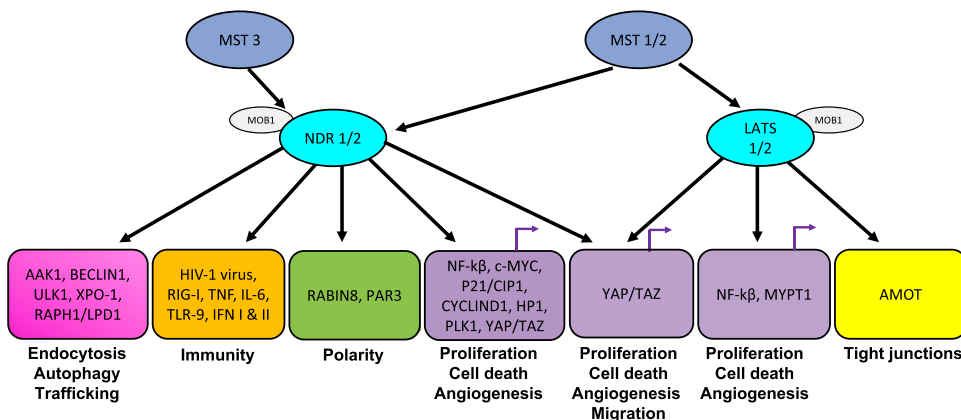 MST 3
MST 1/2
MOB1
NDR 1/2
LATS
1/2
MOB1
AAK1, BECLIN1,
ULK1, XPO-1,
RAPH1/LPD1
HIV-1 virus,
RIG-I, TNF, IL-6,
TLR-9, IFN I & II
RABIN8, PAR3
NF-kβ, c-MYC,
P21/CIP1,
CYCLIND1, HP1,
PLK1, YAP/TAZ
YAP/TAZ
NF-kβ, MYPT1
AMOT
Endocytosis
Autophagy
Trafficking
Immunity
Polarity
Proliferation
Cell death
Angiogenesis
Proliferation
Cell death
Angiogenesis
Migration
Proliferation
Cell death
Angiogenesis
Tight junctions